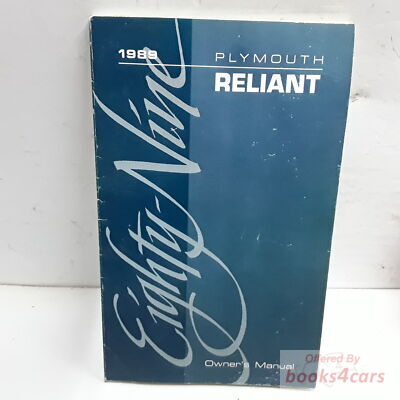 1989
PLYMOUTH
RELIANT
Eighty-Nine
Owner's Manual
Offered By
books4cars